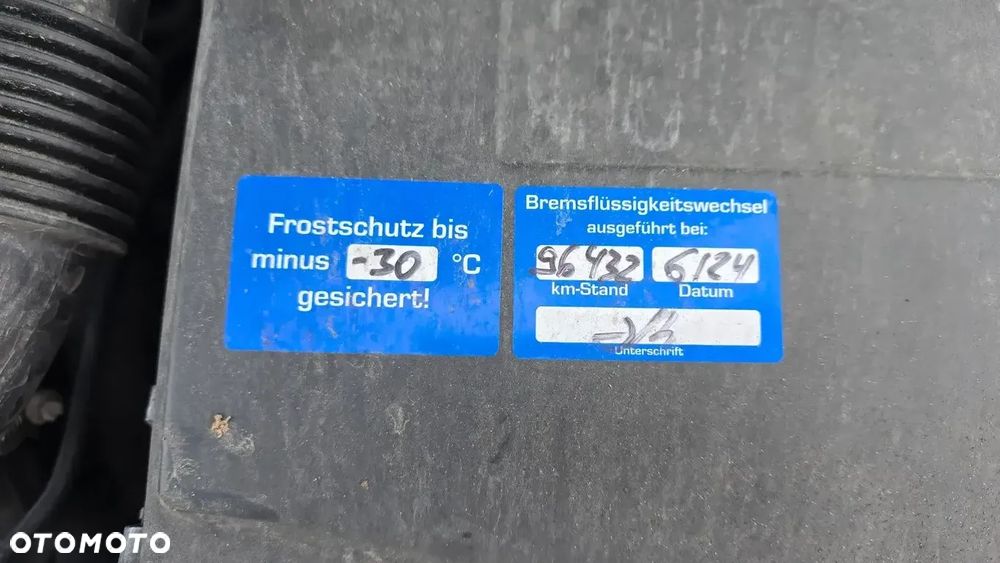 Frostschutz bis
minus -30 °C
gesichert!
Bremsflüssigkeitswechsel
ausgeführt bei:
96432 6/24
km-Stand Datum
Unterschrift
OTOMOTO